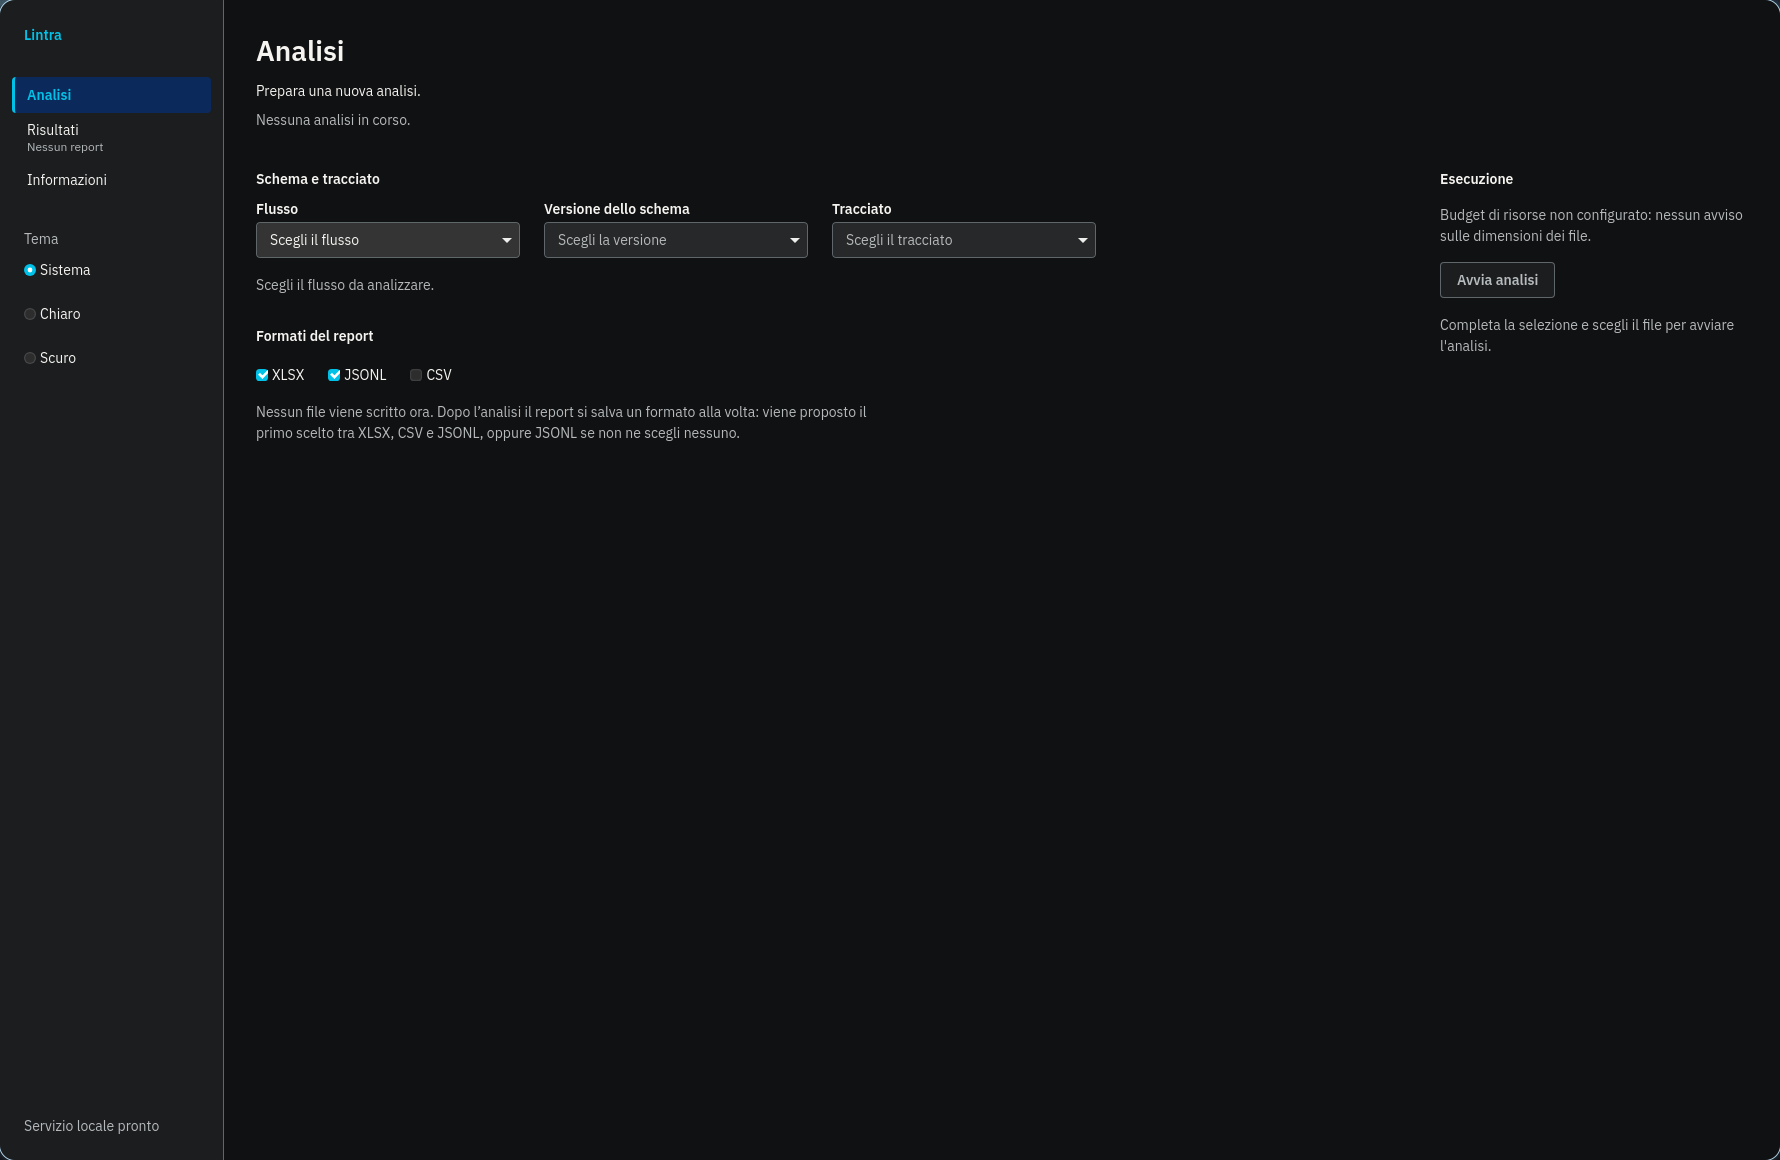 Lintra
Analisi
Risultati
Nessun report
Informazioni
Tema
Sistema
Chiaro
Scuro
Servizio locale pronto
Analisi
Prepara una nuova analisi.
Nessuna analisi in corso.
Schema e tracciato
Flusso
Scegli il flusso
Versione dello schema
Scegli la versione
Tracciato
Scegli il tracciato
Scegli il flusso da analizzare.
Formati del report
XLSX JSONL CSV
Nessun file viene scritto ora. Dopo l’analisi il report si salva un formato alla volta: viene proposto il
primo scelto tra XLSX, CSV e JSONL, oppure JSONL se non ne scegli nessuno.
Esecuzione
Budget di risorse non configurato: nessun avviso
sulle dimensioni dei file.
Avvia analisi
Completa la selezione e scegli il file per avviare
l'analisi.